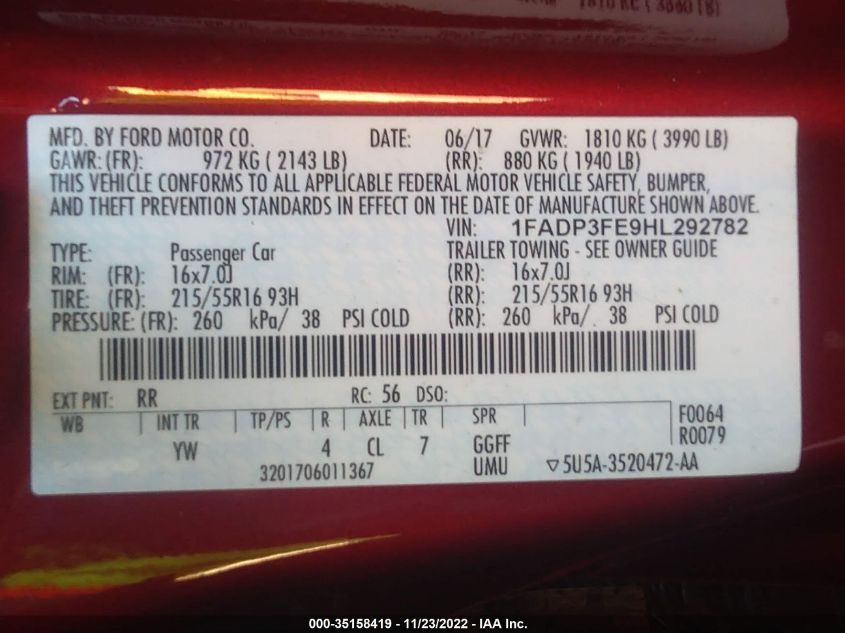 1810 KG ( 3990 LB)
MFD. BY FORD MOTOR CO. DATE: 06/17 GVWR: 1810 KG ( 3990 LB)
GAWR: (FR): 972 KG ( 2143 LB) (RR): 880 KG ( 1940 LB)
THIS VEHICLE CONFORMS TO ALL APPLICABLE FEDERAL MOTOR VEHICLE SAFETY, BUMPER,
AND THEFT PREVENTION STANDARDS IN EFFECT ON THE DATE OF MANUFACTURE SHOWN ABOVE.
VIN: 1FADP3FE9HL292782
TYPE: Passenger Car TRAILER TOWING - SEE OWNER GUIDE
RIM: (FR): 16x7.0J (RR): 16x7.0J
TIRE: (FR): 215/55R16 93H (RR): 215/55R16 93H
PRESSURE: (FR): 260 kPa/ 38 PSI COLD (RR): 260 kPa/ 38 PSI COLD
EXT PNT: RR RC: 56 DSO:
WB INT TR TP/PS R AXLE TR SPR F0064
YW 4 CL 7 GGFF R0079
3201706011367 UMU ▽5U5A-3520472-AA
000-35158419 - 11/23/2022 - IAA Inc.